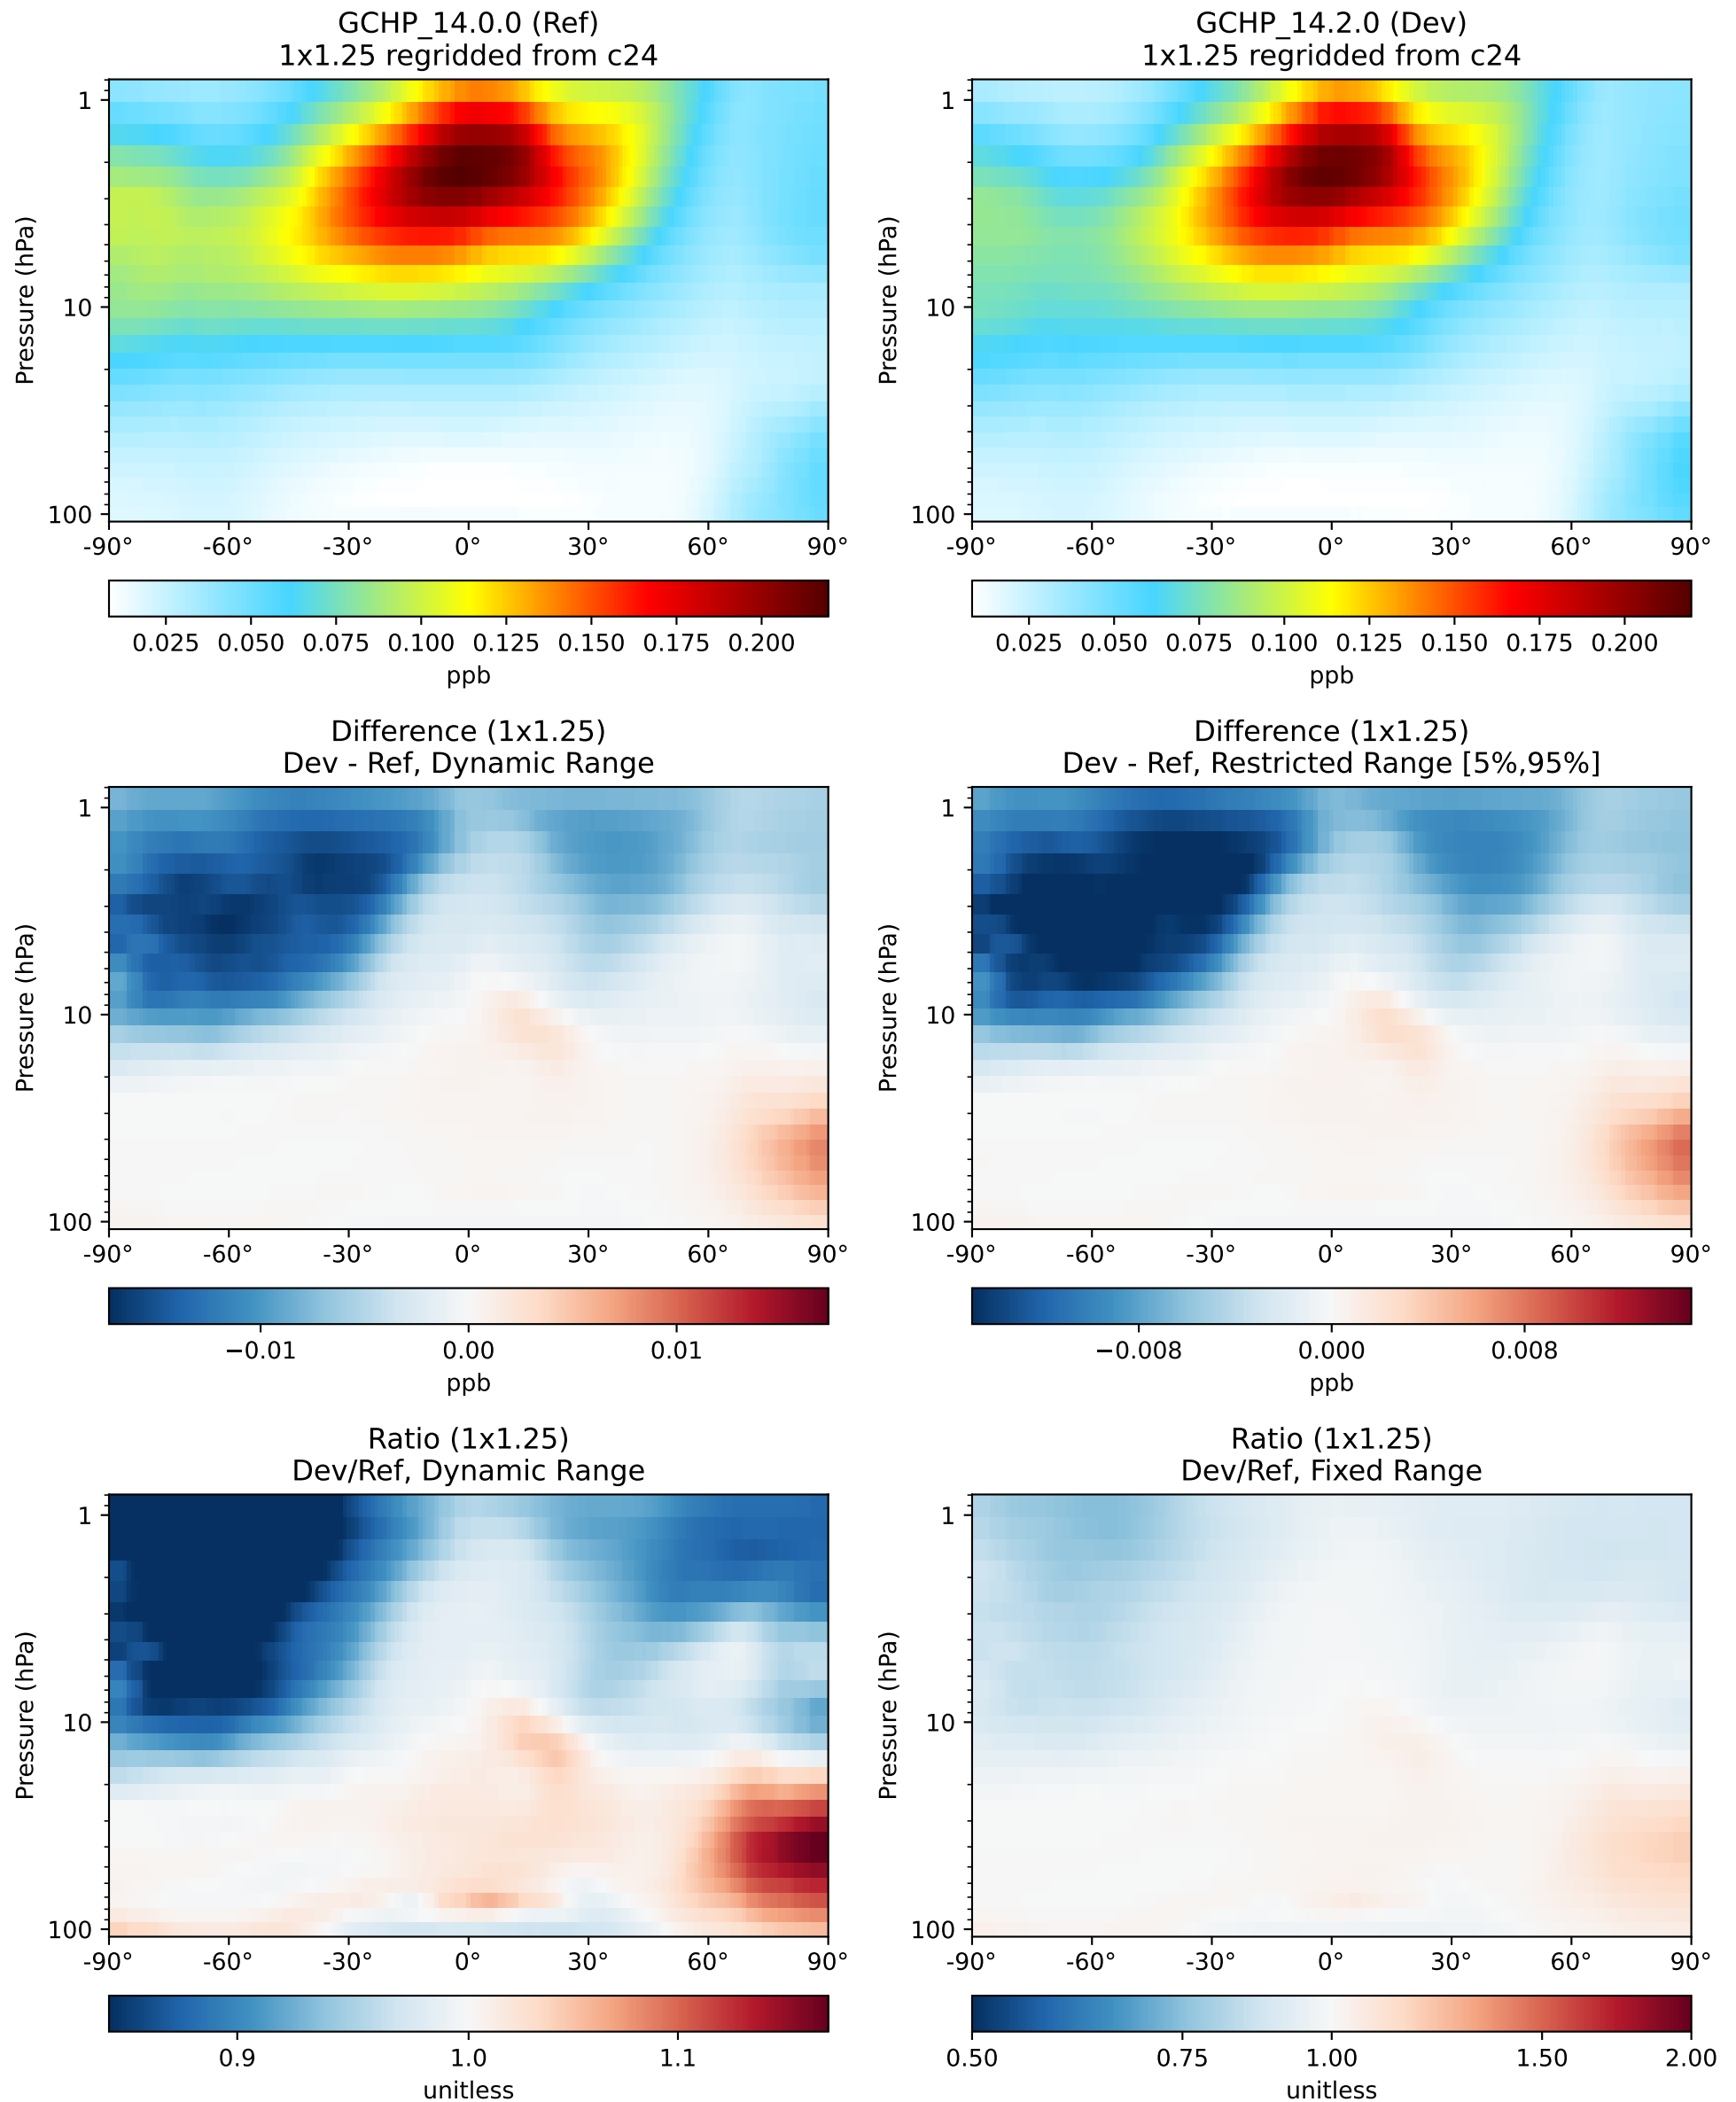 GCHP_14.0.0 (Ref)
1x1.25 regridded from c24
Pressure (hPa)
1
10
100
-90° -60° -30° 0° 30° 60° 90°
0.025 0.050 0.075 0.100 0.125 0.150 0.175 0.200
ppb
GCHP_14.2.0 (Dev)
1x1.25 regridded from c24
Pressure (hPa)
1
10
100
-90° -60° -30° 0° 30° 60° 90°
0.025 0.050 0.075 0.100 0.125 0.150 0.175 0.200
ppb
Difference (1x1.25)
Dev - Ref, Dynamic Range
Pressure (hPa)
1
10
100
-90° -60° -30° 0° 30° 60° 90°
−0.01 0.00 0.01
ppb
Difference (1x1.25)
Dev - Ref, Restricted Range [5%,95%]
Pressure (hPa)
1
10
100
-90° -60° -30° 0° 30° 60° 90°
−0.008 0.000 0.008
ppb
Ratio (1x1.25)
Dev/Ref, Dynamic Range
Pressure (hPa)
1
10
100
-90° -60° -30° 0° 30° 60° 90°
0.9 1.0 1.1
unitless
Ratio (1x1.25)
Dev/Ref, Fixed Range
Pressure (hPa)
1
10
100
-90° -60° -30° 0° 30° 60° 90°
0.50 0.75 1.00 1.50 2.00
unitless